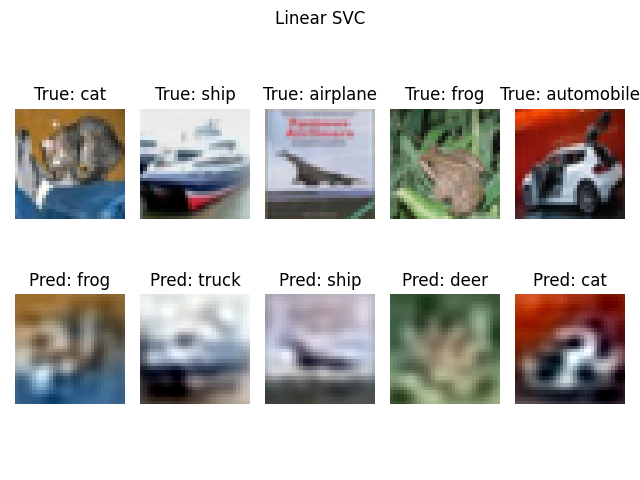 Linear SVC
True: cat
True: ship
True: airplane
True: frog
True: automobile
Pred: frog
Pred: truck
Pred: ship
Pred: deer
Pred: cat